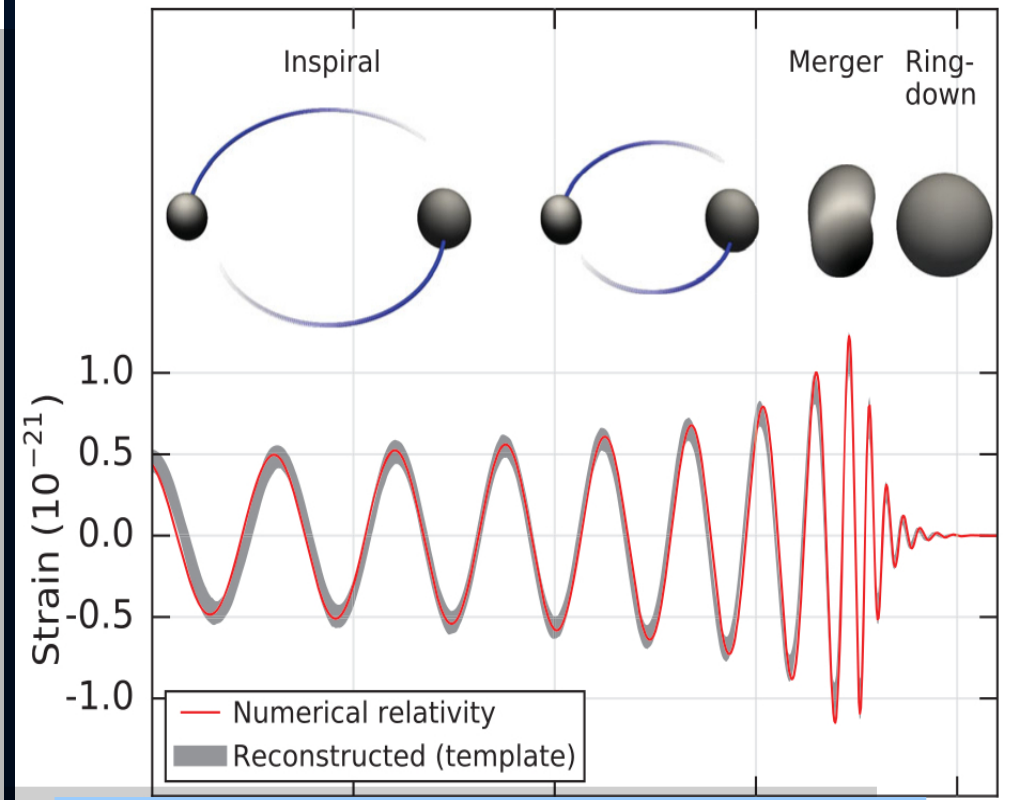 Inspiral
Merger
Ring-
down
1.0
0.5
0.0
-0.5
-1.0
Strain (10⁻²¹)
Numerical relativity
Reconstructed (template)